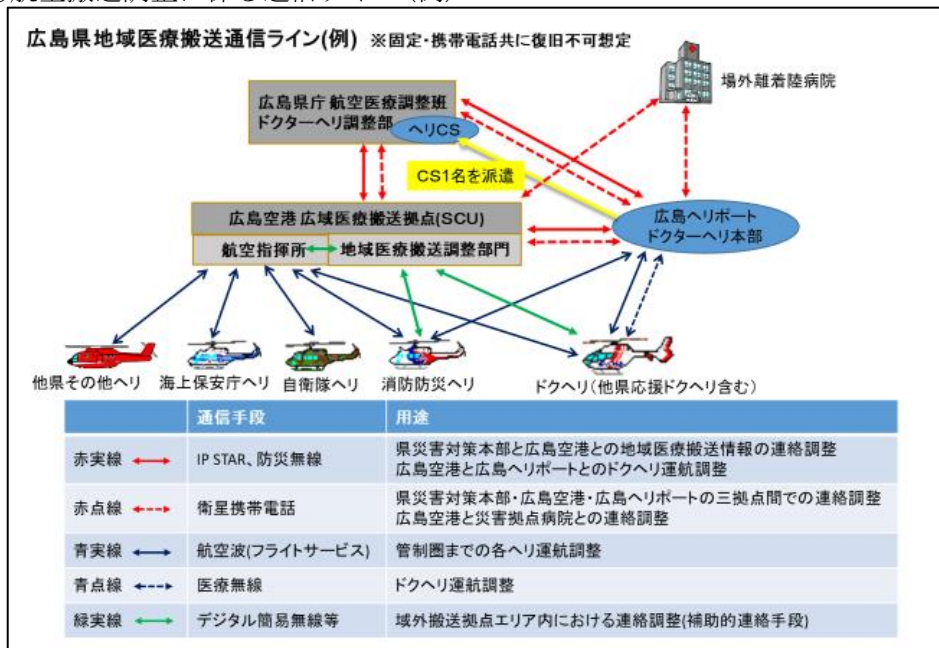 広島県地域医療搬送通信ライン(例) ※固定・携帯電話共に復旧不可想定
場外離着陸病院
広島県庁 航空医療調整班
ドクターヘリ調整部
ヘリCS
CS1名を派遣
広島空港 広域医療搬送拠点(SCU)
航空指揮所 地域医療搬送調整部門
広島ヘリポート
ドクターヘリ本部
他県その他ヘリ 海上保安庁ヘリ 自衛隊ヘリ 消防防災ヘリ ドクヘリ(他県応援ドクヘリ含む)
通信手段 用途
赤実線 IP STAR、防災無線 県災害対策本部と広島空港との地域医療搬送情報の連絡調整
広島空港と広島ヘリポートとのドクヘリ運航調整
赤点線 衛星携帯電話 県災害対策本部・広島空港・広島ヘリポートの三拠点間での連絡調整
広島空港と災害拠点病院との連絡調整
青実線 航空波(フライトサービス) 管制圏までの各ヘリ運航調整
青点線 医療無線 ドクヘリ運航調整
緑実線 デジタル簡易無線等 域外搬送拠点エリア内における連絡調整(補助的連絡手段)